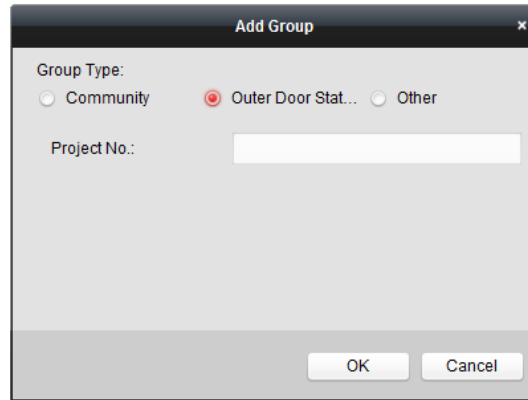 Add Group ×
Group Type:
Community Outer Door Stat... Other
Project No.:
OK Cancel